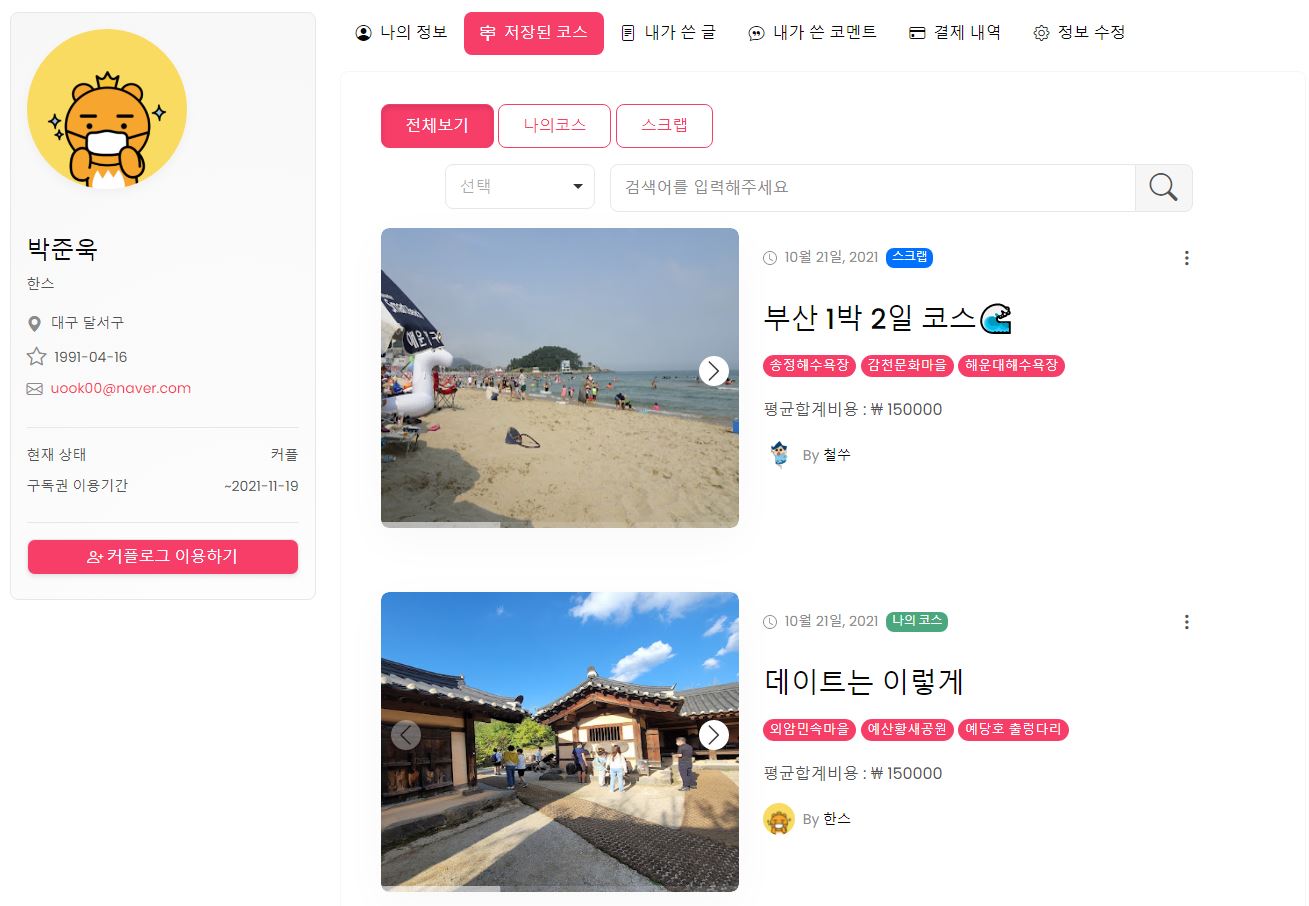 나의 정보
저장된 코스
내가 쓴 글
내가 쓴 코멘트
결제 내역
정보 수정
박준욱
한스
대구 달서구
1991-04-16
uook00@naver.com
현재 상태 커플
구독권 이용기간 ~2021-11-19
커플로그 이용하기
전체보기
나의코스
스크랩
선택
검색어를 입력해주세요
10월 21일, 2021 스크랩
부산 1박 2일 코스
송정해수욕장 감천문화마을 해운대해수욕장
평균합계비용 : ₩ 150000
By 철쑤
10월 21일, 2021 나의 코스
데이트는 이렇게
외암민속마을 예산황새공원 예당호 출렁다리
평균합계비용 : ₩ 150000
By 한스